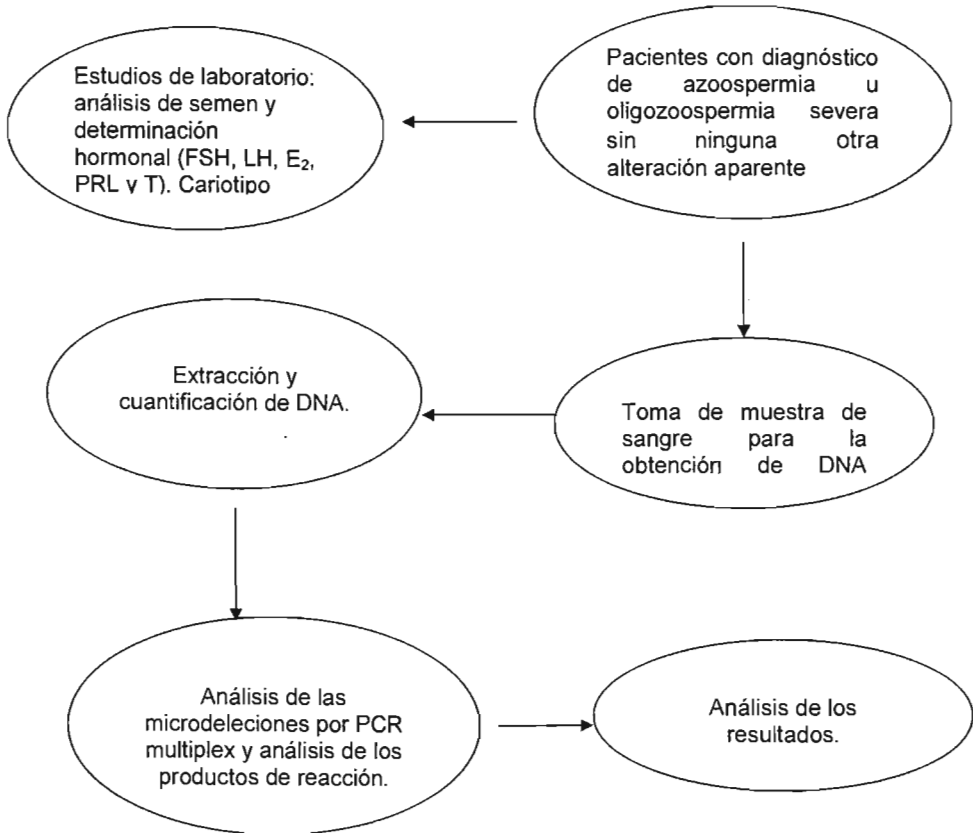 Pacientes con diagnóstico
de azoospermia u
oligozoospermia severa
sin ninguna otra
alteración aparente
Estudios de laboratorio:
análisis de semen y
determinación
hormonal (FSH, LH, E₂,
PRL y T). Cariotipo
Toma de muestra de
sangre para la
obtención de DNA
Extracción y
cuantificación de DNA.
Análisis de las
microdeleciones por PCR
multiplex y análisis de los
productos de reacción.
Análisis de los
resultados.